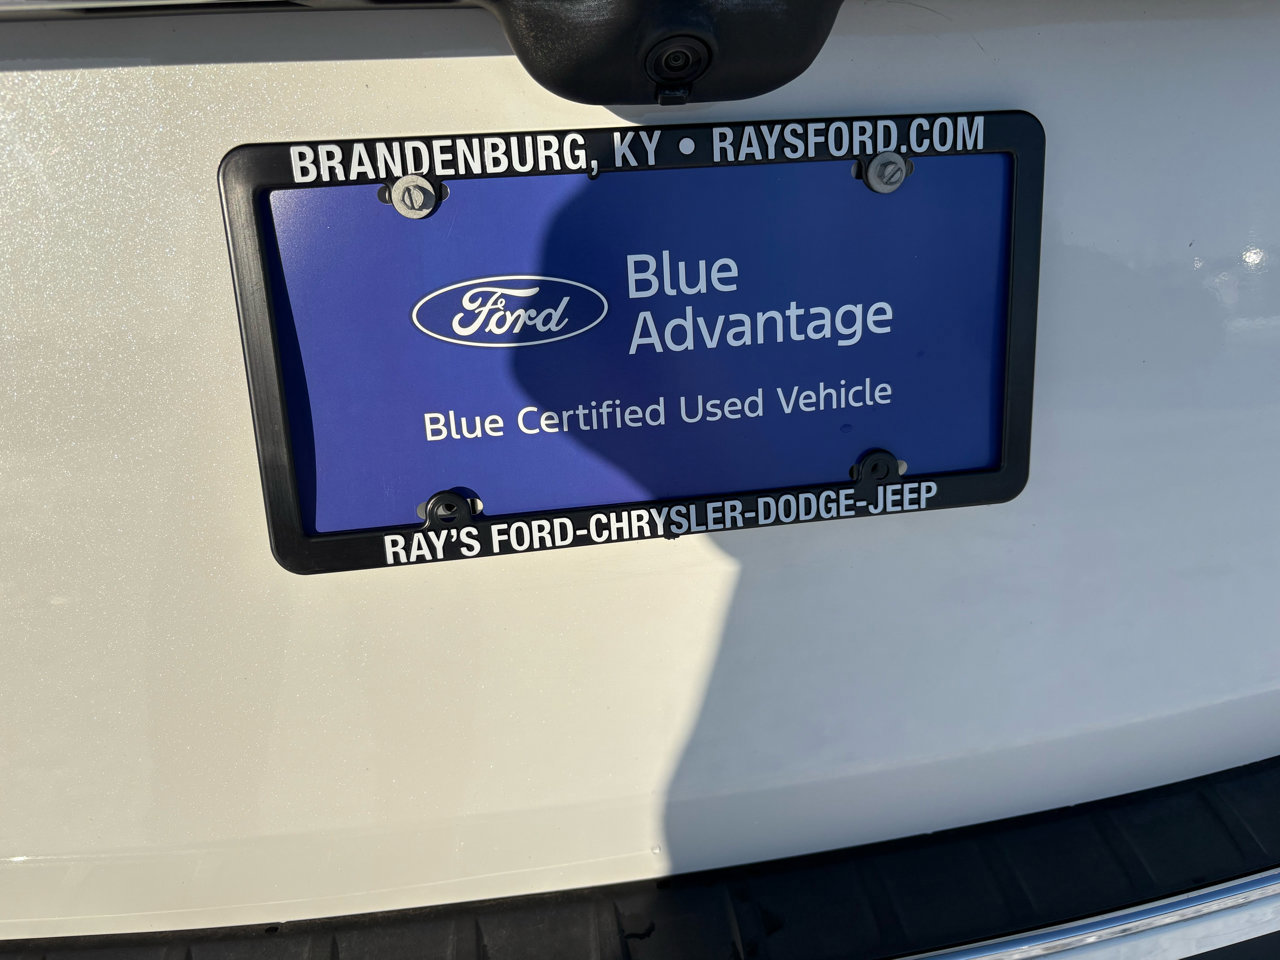 BRANDENBURG, KY • RAYSFORD.COM
Ford
Blue
Advantage
Blue Certified Used Vehicle
RAY'S FORD-CHRYSLER-DODGE-JEEP